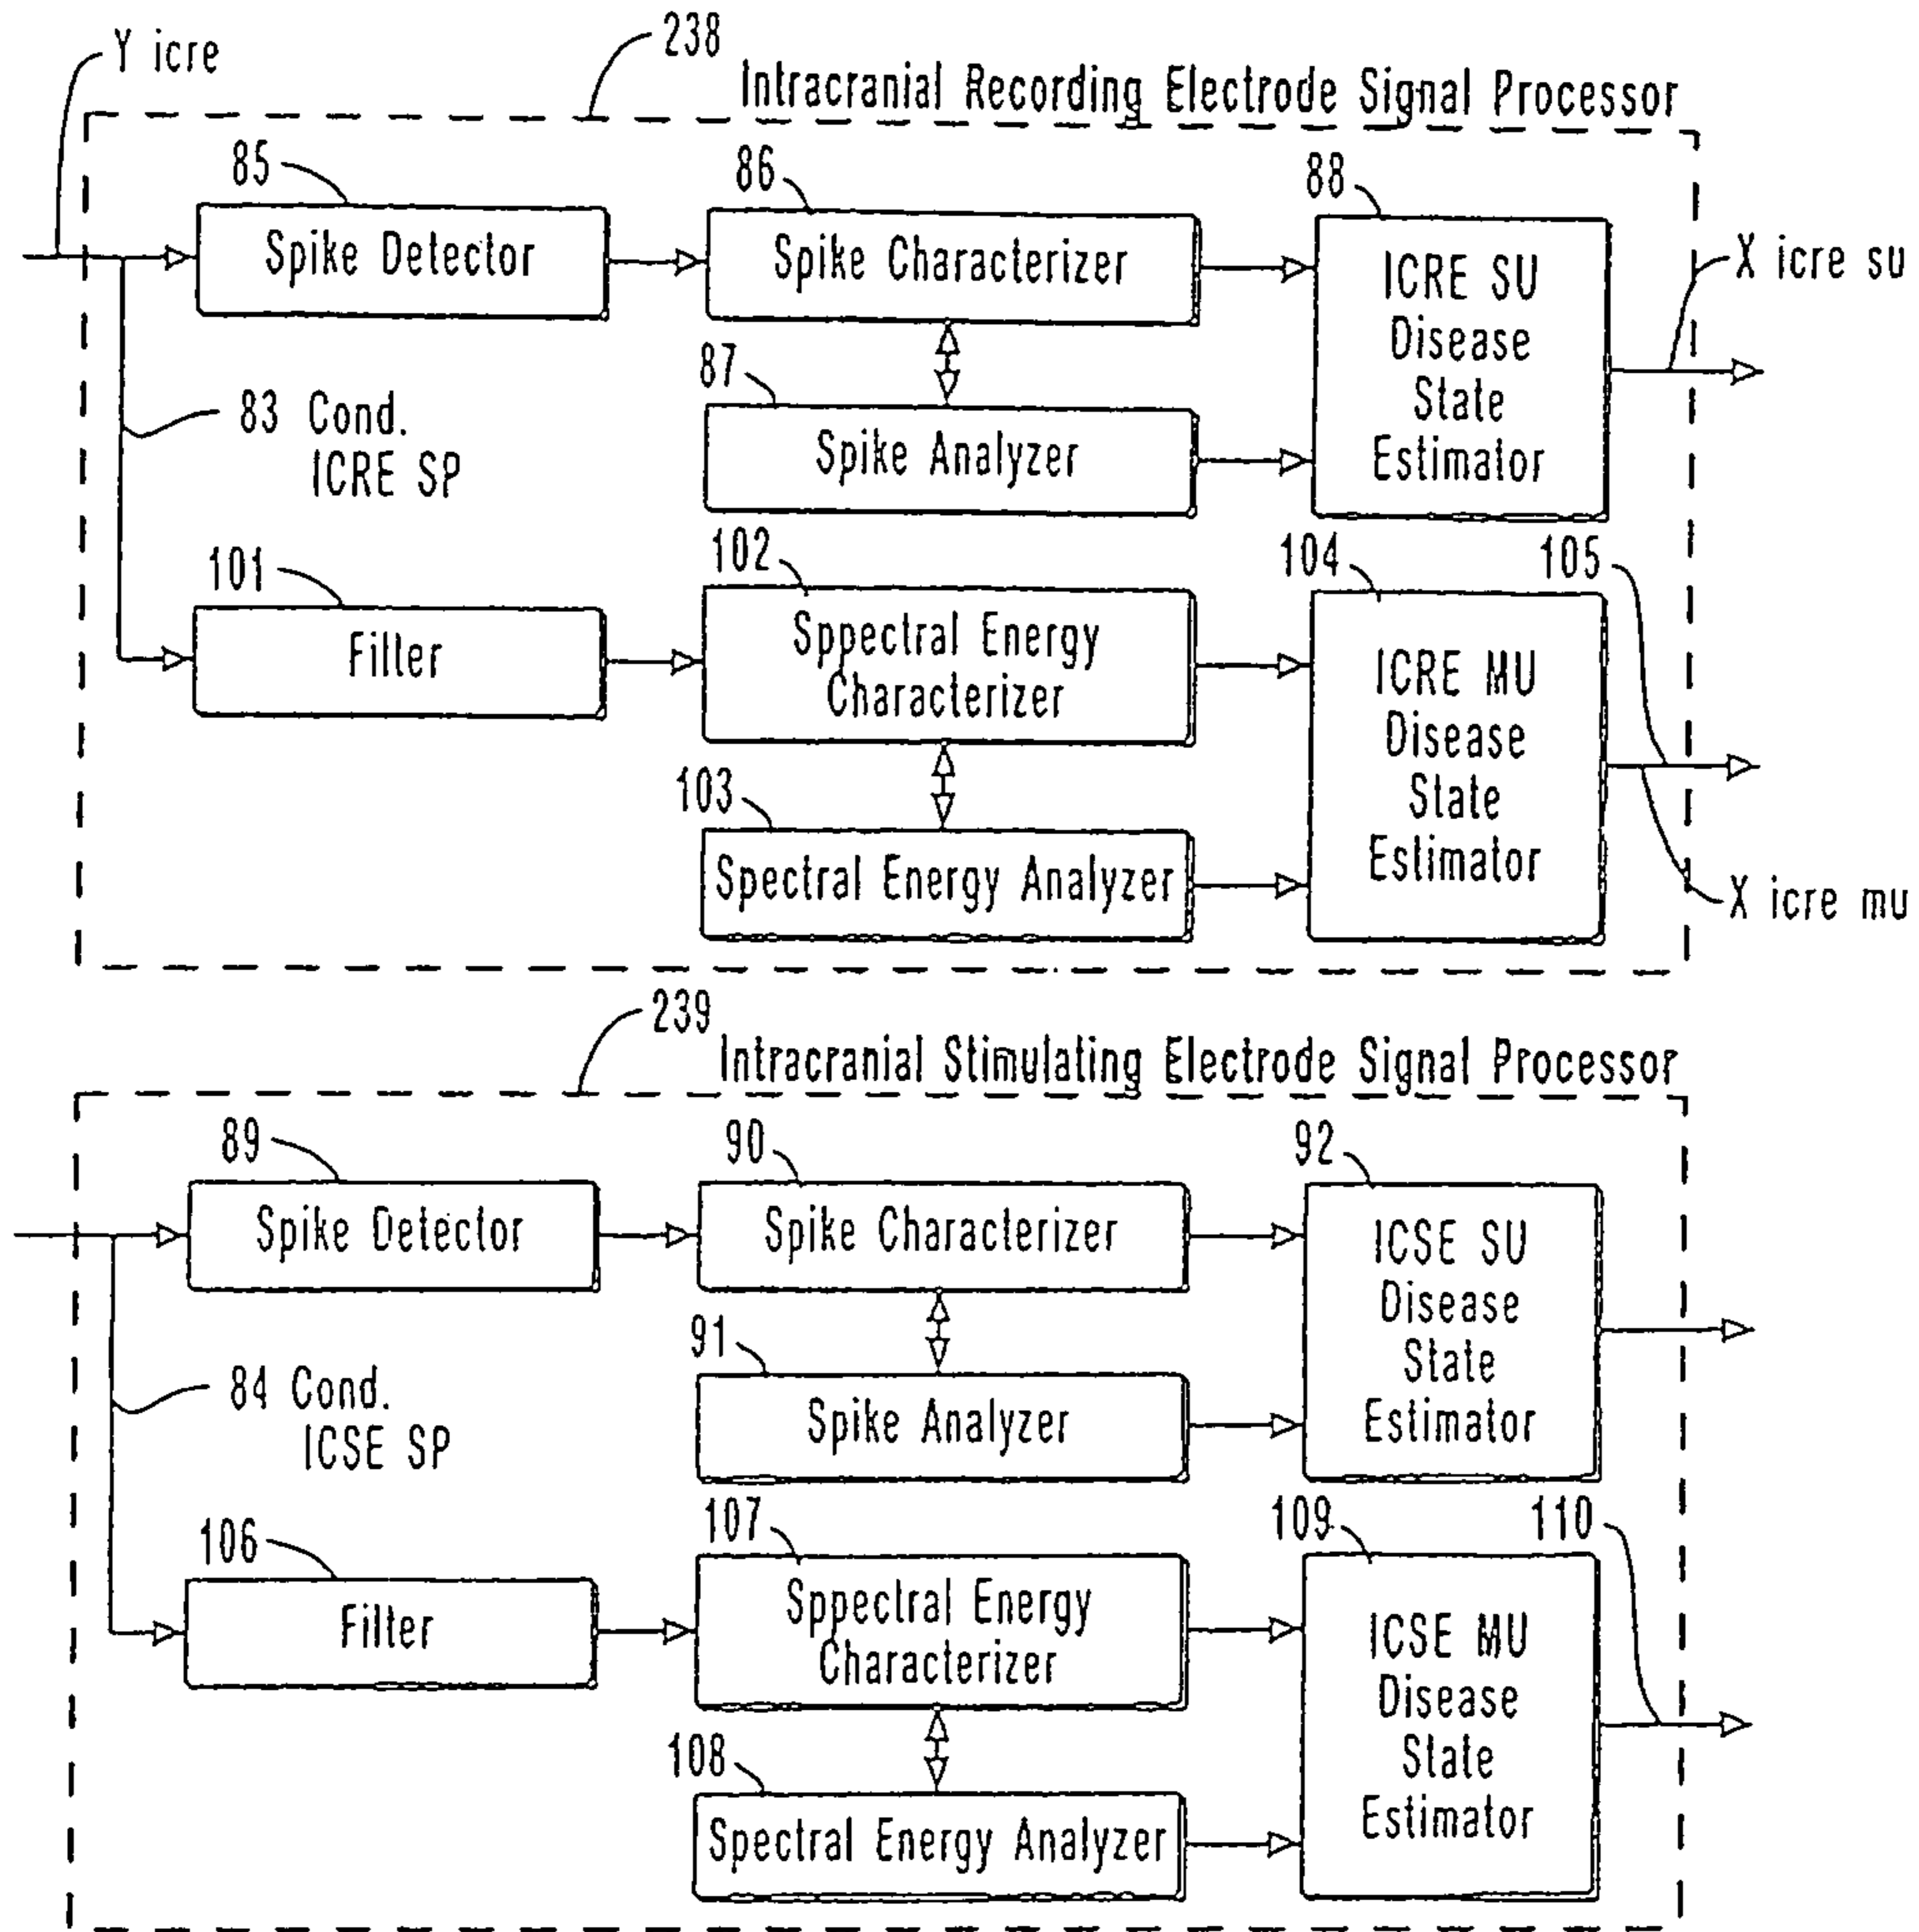 Y icre
238
Intracranial Recording Electrode Signal Processor
85
86
88
Spike Detector
Spike Characterizer
ICRE SU
Disease
State
Estimator
X icre su
87
83 Cond.
ICRE SP
Spike Analyzer
101
102
104
105
Filter
Sppectral Energy
Characterizer
ICRE MU
Disease
State
Estimator
103
Spectral Energy Analyzer
X icre mu
239
Intracranial Stimulating Electrode Signal Processor
89
90
92
Spike Detector
Spike Characterizer
ICSE SU
Disease
State
Estimator
91
84 Cond.
ICSE SP
Spike Analyzer
106
107
109
110
Filter
Sppectral Energy
Characterizer
ICSE MU
Disease
State
Estimator
108
Spectral Energy Analyzer